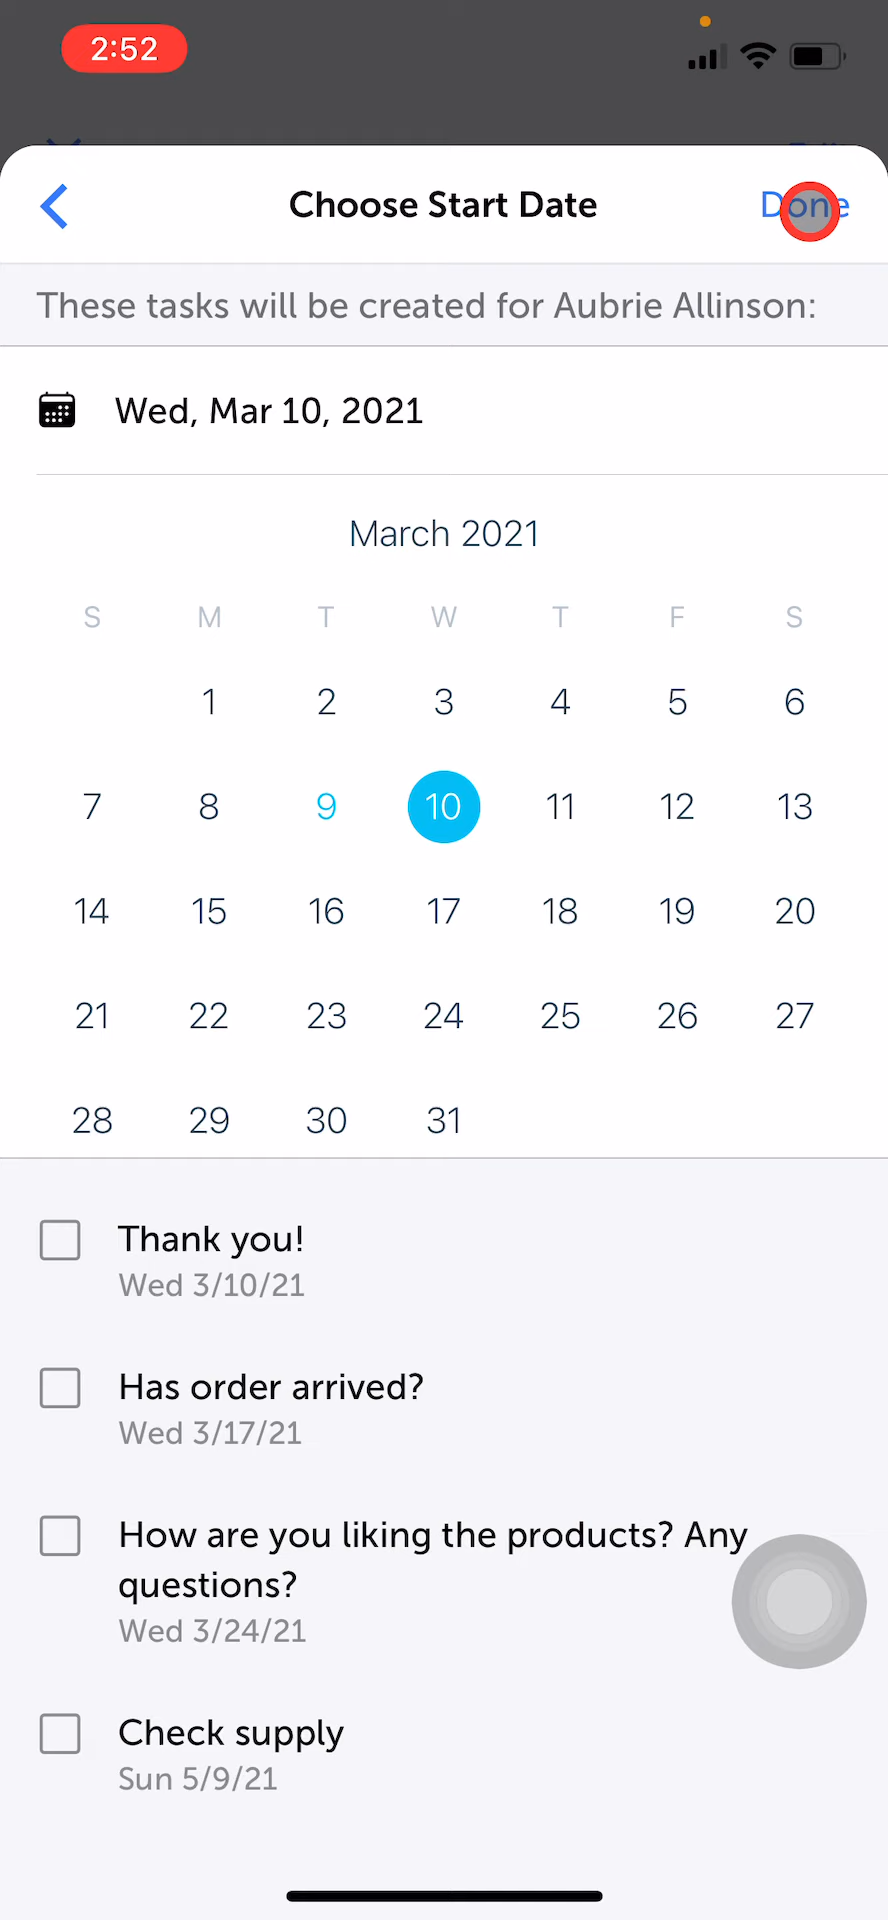 2:52
Choose Start Date
Done
These tasks will be created for Aubrie Allinson:
Wed, Mar 10, 2021
March 2021
S M T W T F S
1 2 3 4 5 6
7 8 9 10 11 12 13
14 15 16 17 18 19 20
21 22 23 24 25 26 27
28 29 30 31
Thank you!
Wed 3/10/21
Has order arrived?
Wed 3/17/21
How are you liking the products? Any
questions?
Wed 3/24/21
Check supply
Sun 5/9/21